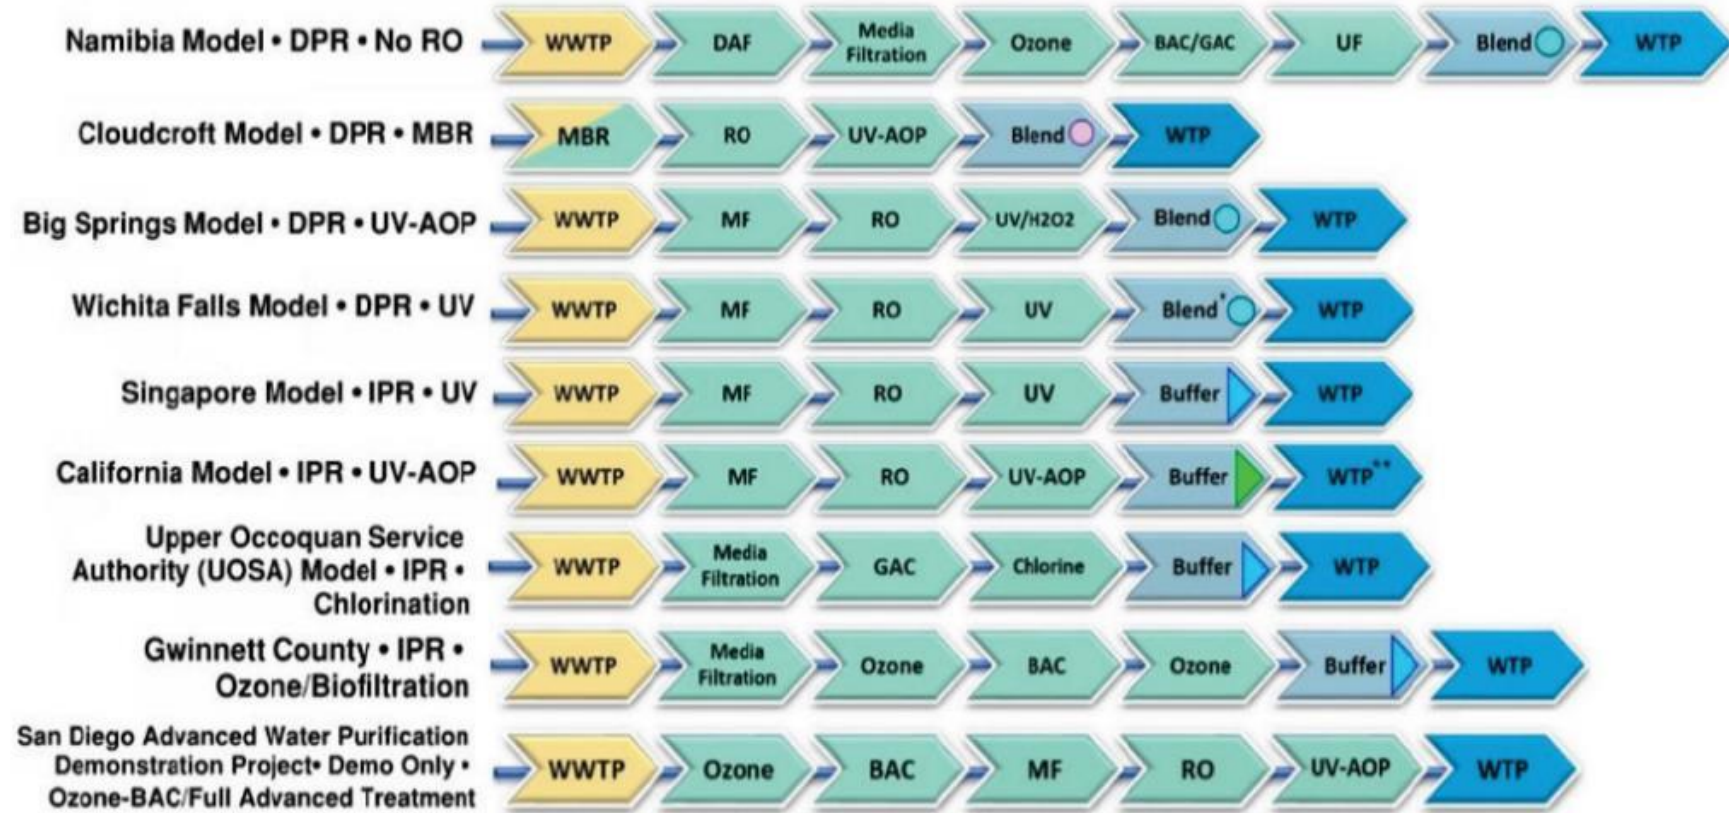 Namibia Model • DPR • No RO
WWTP
DAF
Media
Filtration
Ozone
BAC/GAC
UF
Blend
WTP
Cloudcroft Model • DPR • MBR
MBR
RO
UV-AOP
Blend
WTP
Big Springs Model • DPR • UV-AOP
WWTP
MF
RO
UV/H2O2
Blend
WTP
Wichita Falls Model • DPR • UV
WWTP
MF
RO
UV
Blend*
WTP
Singapore Model • IPR • UV
WWTP
MF
RO
UV
Buffer
WTP
California Model • IPR • UV-AOP
WWTP
MF
RO
UV-AOP
Buffer
WTP**
Upper Occoquan Service
Authority (UOSA) Model • IPR •
Chlorination
WWTP
Media
Filtration
GAC
Chlorine
Buffer
WTP
Gwinnett County • IPR •
Ozone/Biofiltration
WWTP
Media
Filtration
Ozone
BAC
Ozone
Buffer
WTP
San Diego Advanced Water Purification
Demonstration Project• Demo Only •
Ozone-BAC/Full Advanced Treatment
WWTP
Ozone
BAC
MF
RO
UV-AOP
WTP